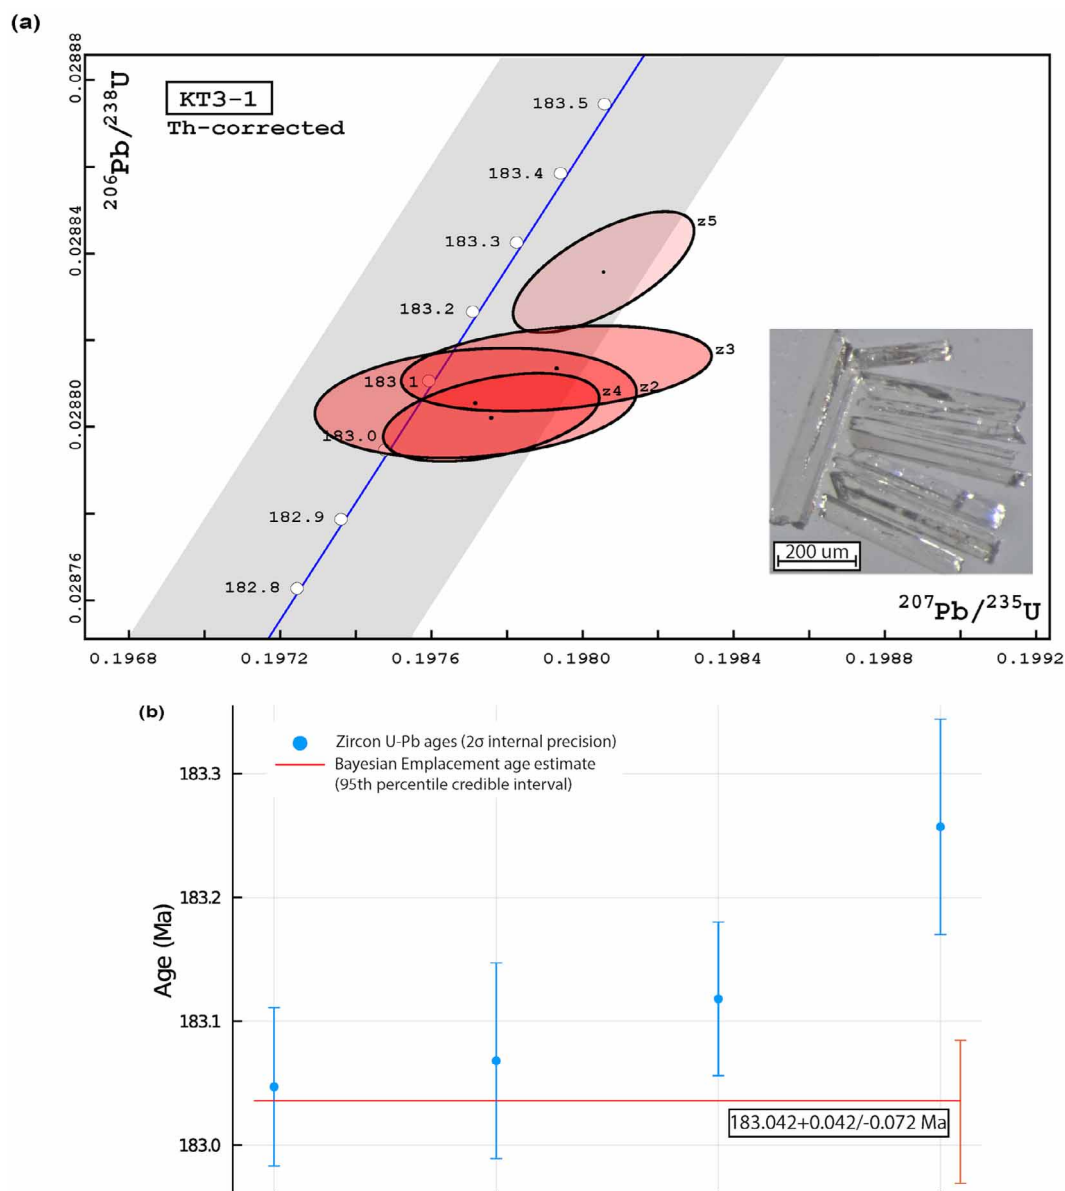 (a)
KT3-1
Th-corrected
206Pb/238U
0.02888
0.02884
0.02880
0.02876
183.5
183.4
183.3
183.2
183.1
183.0
182.9
182.8
z5
z3
z2
z4
200 um
207Pb/235U
0.1968
0.1972
0.1976
0.1980
0.1984
0.1988
0.1992
(b)
Zircon U-Pb ages (2σ internal precision)
Bayesian Emplacement age estimate
(95th percentile credible interval)
Age (Ma)
183.3
183.2
183.1
183.0
183.042+0.042/-0.072 Ma